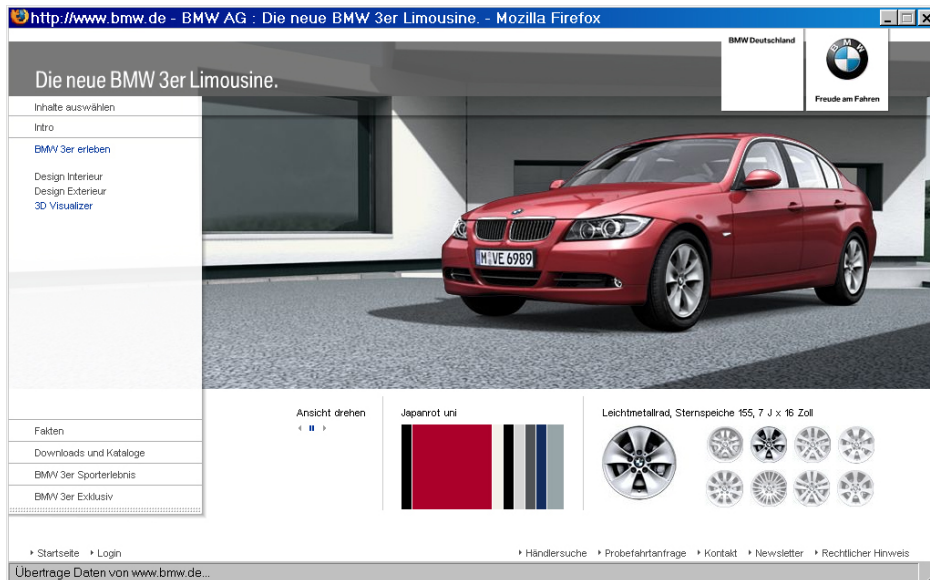 http://www.bmw.de - BMW AG : Die neue BMW 3er Limousine. - Mozilla Firefox
BMW Deutschland
BMW
Freude am Fahren
Die neue BMW 3er Limousine.
Inhalte auswählen
Intro
BMW 3er erleben
Design Interieur
Design Exterieur
3D Visualizer
M VE 6989
Fakten
Downloads und Kataloge
BMW 3er Sporterlebnis
BMW 3er Exklusiv
Ansicht drehen
Japanrot uni
Leichtmetallrad, Sternspeiche 155, 7 J x 16 Zoll
Startseite Login
Händlersuche Probefahrtanfrage Kontakt Newsletter Rechtlicher Hinweis
Übertrage Daten von www.bmw.de...